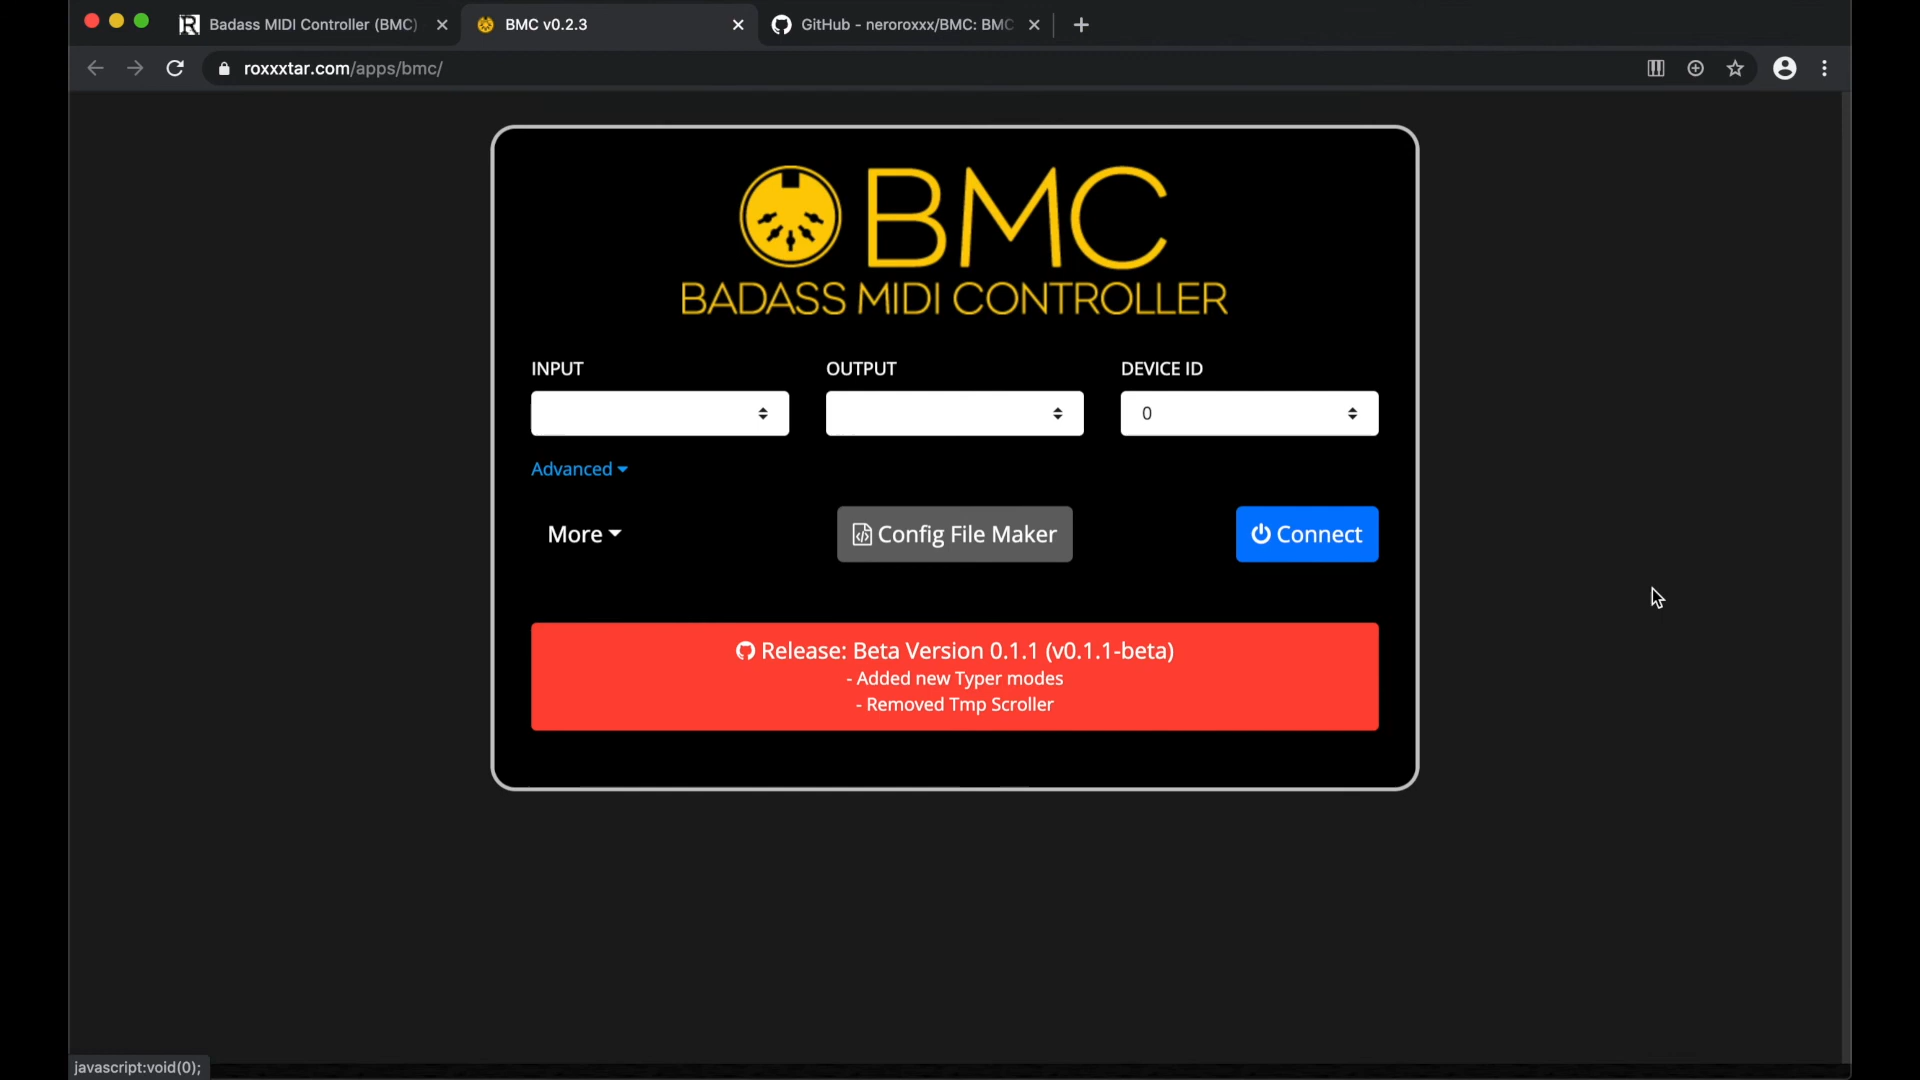 Badass MIDI Controller (BMC)
BMC v0.2.3
GitHub - neroroxxx/BMC: BMC
roxxxtar.com/apps/bmc/
BMC
BADASS MIDI CONTROLLER
INPUT
OUTPUT
DEVICE ID
0
Advanced
More
Config File Maker
Connect
Release: Beta Version 0.1.1 (v0.1.1-beta)
- Added new Typer modes
- Removed Tmp Scroller
javascript:void(0);